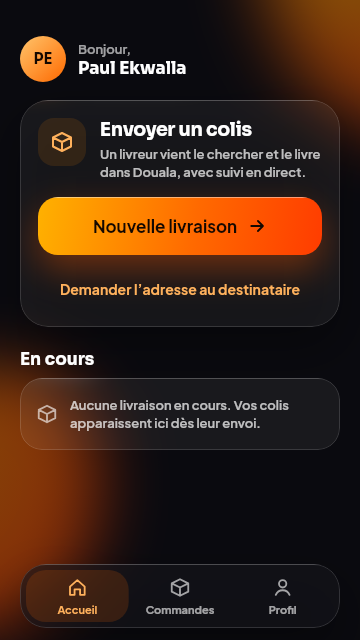 PE
Bonjour,
Paul Ekwalla
Envoyer un colis
Un livreur vient le chercher et le livre
dans Douala, avec suivi en direct.
Nouvelle livraison →
Demander l’adresse au destinataire
En cours
Aucune livraison en cours. Vos colis
apparaissent ici dès leur envoi.
Accueil
Commandes
Profil